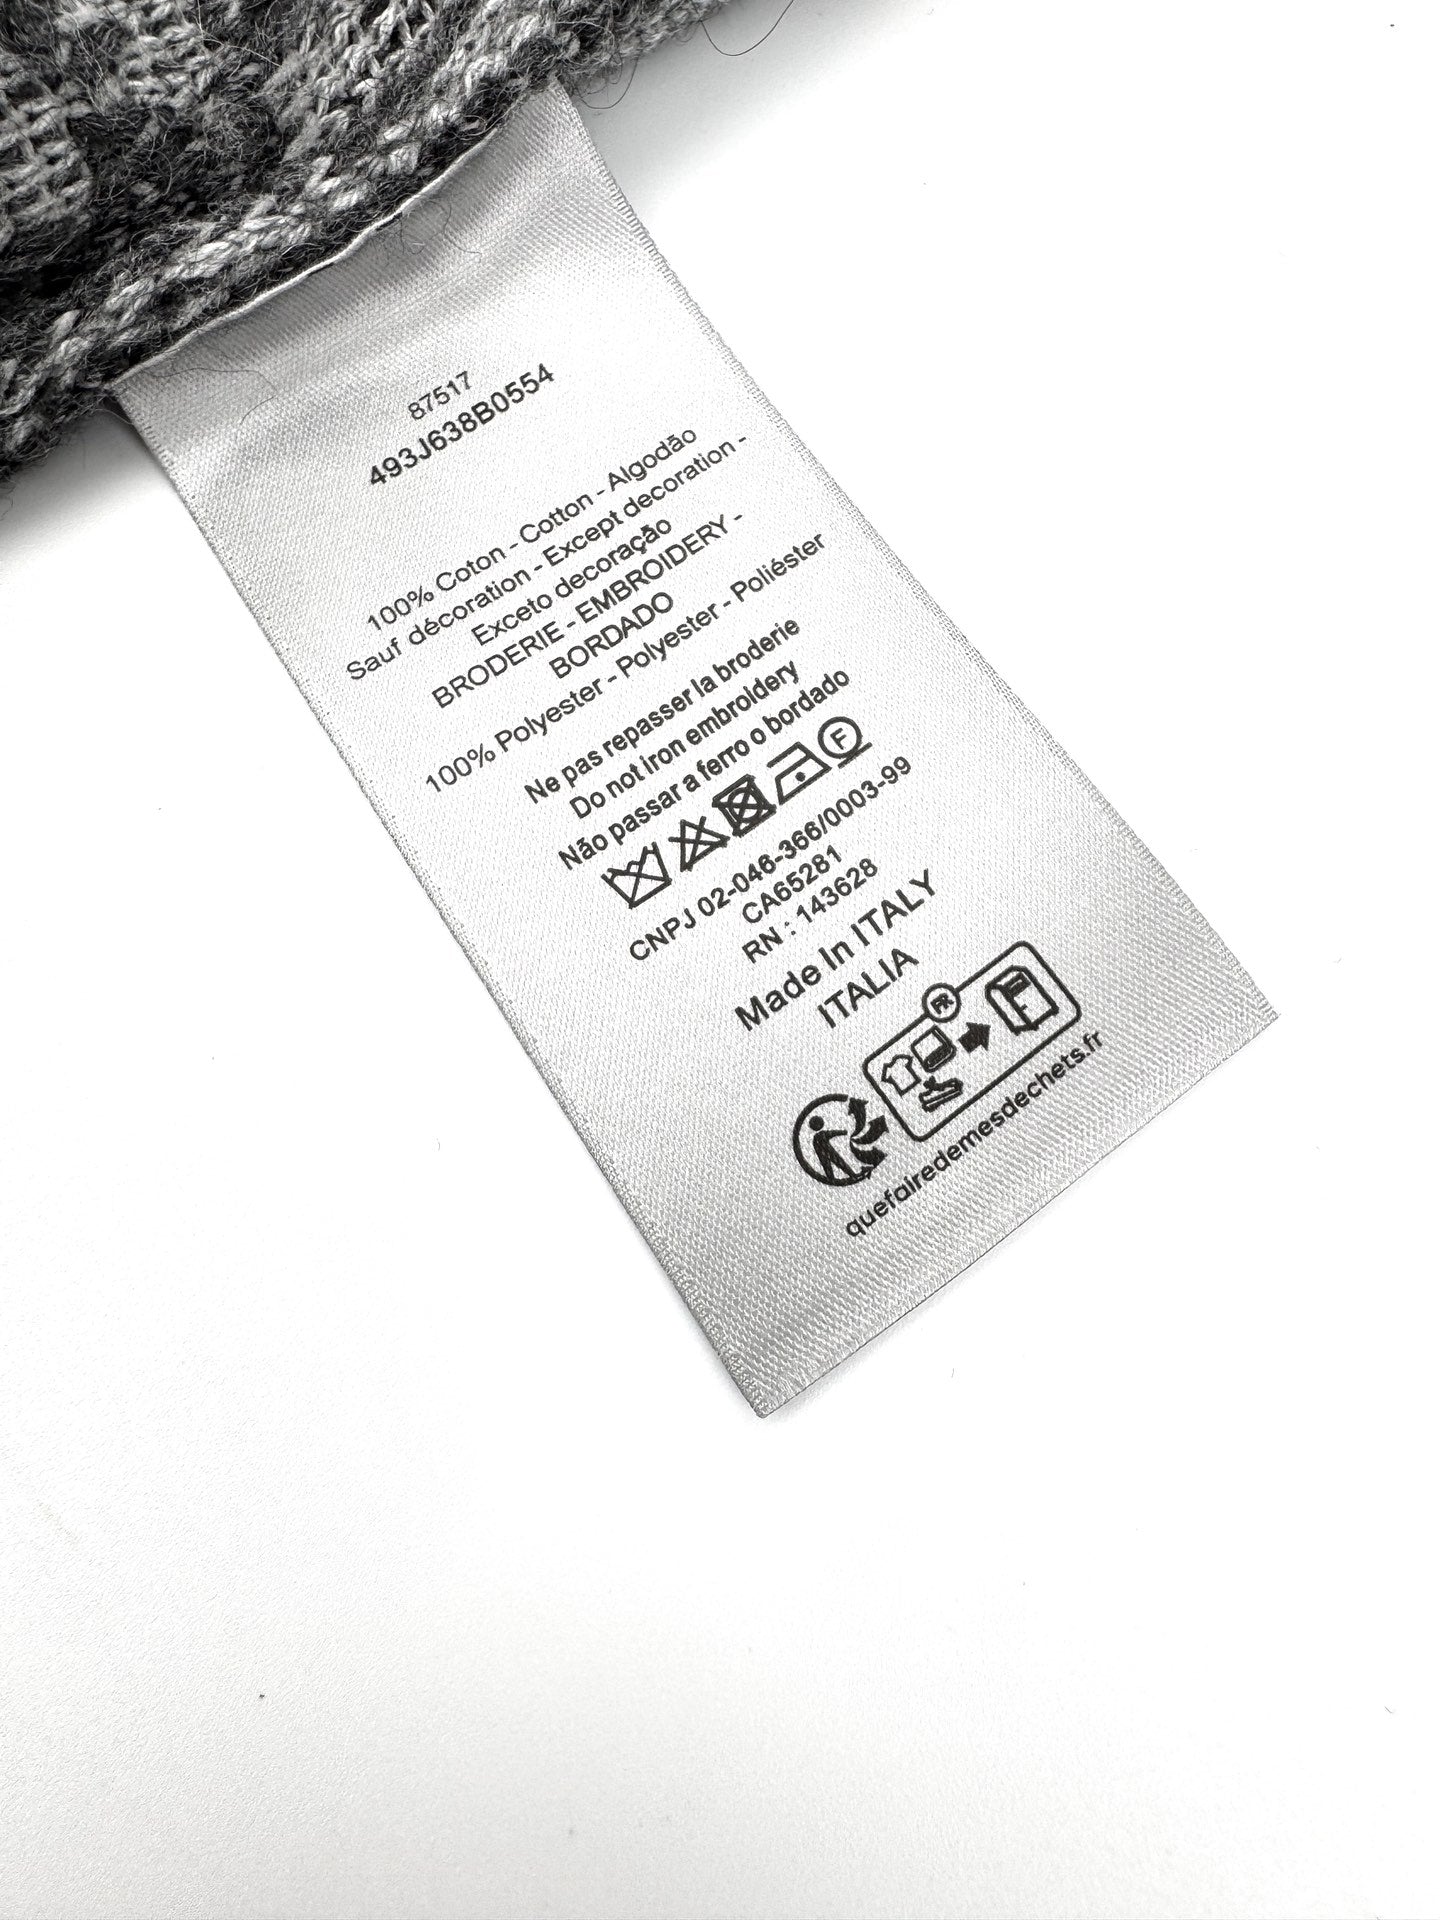 87517
493J638B0554
100% Coton - Cotton - Algodão
Sauf décoration - Except decoration -
Exceto decoração
BRODERIE - EMBROIDERY -
BORDADO
100% Polyester - Polyester - Poliéster
Ne pas repasser la broderie
Do not iron embroidery
Não passar a ferro o bordado
F
CNPJ 02-046-366/0003-99
CA65281
RN : 143628
Made In ITALY
ITALIA
FR
quefairedemesdechets.fr